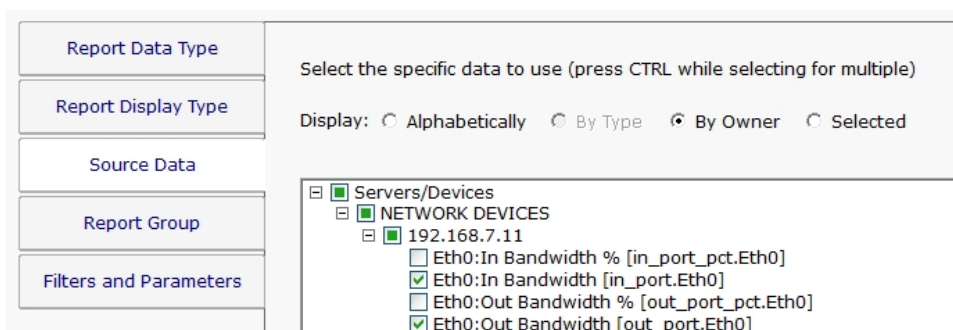 Report Data Type
Report Display Type
Source Data
Report Group
Filters and Parameters
Select the specific data to use (press CTRL while selecting for multiple)
Display: Alphabetically By Type By Owner Selected
Servers/Devices
NETWORK DEVICES
192.168.7.11
Eth0:In Bandwidth % [in_port_pct.Eth0]
Eth0:In Bandwidth [in_port.Eth0]
Eth0:Out Bandwidth % [out_port_pct.Eth0]
Eth0:Out Bandwidth [out_port.Eth0]